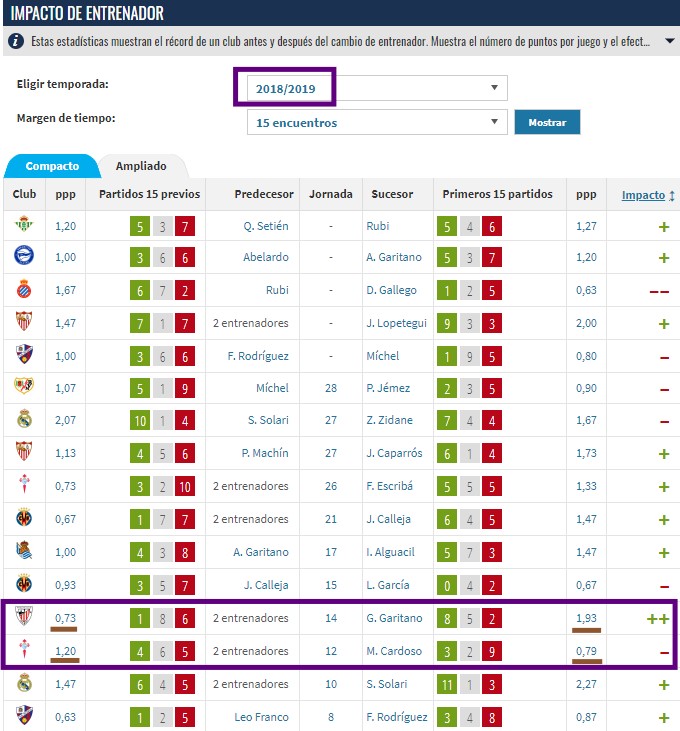 IMPACTO DE ENTRENADOR
i Estas estadísticas muestran el récord de un club antes y después del cambio de entrenador. Muestra el número de puntos por juego y el efect...
Eligir temporada: 2018/2019
Margen de tiempo: 15 encuentros Mostrar
Compacto Ampliado
Club ppp Partidos 15 previos Predecesor Jornada Sucesor Primeros 15 partidos ppp Impacto
1,20 5 3 7 Q. Setién - Rubi 5 4 6 1,27 +
1,00 3 6 6 Abelardo - A. Garitano 5 3 7 1,20 +
1,67 6 7 2 Rubi - D. Gallego 1 2 5 0,63 --
1,47 7 1 7 2 entrenadores - J. Lopetegui 9 3 3 2,00 +
1,00 3 6 6 F. Rodríguez - Míchel 1 9 5 0,80 -
1,07 5 1 9 Míchel 28 P. Jémez 2 3 5 0,90 -
2,07 10 1 4 S. Solari 27 Z. Zidane 7 4 4 1,67 -
1,13 4 5 6 P. Machín 27 J. Caparrós 6 1 4 1,73 +
0,73 3 2 10 2 entrenadores 26 F. Escribá 5 5 5 1,33 +
0,67 1 7 7 2 entrenadores 21 J. Calleja 6 4 5 1,47 +
1,00 4 3 8 A. Garitano 17 I. Alguacil 5 7 3 1,47 +
0,93 3 5 7 J. Calleja 15 L. García 0 4 2 0,67 -
0,73 1 8 6 2 entrenadores 14 G. Garitano 8 5 2 1,93 ++
1,20 4 6 5 2 entrenadores 12 M. Cardoso 3 2 9 0,79 -
1,47 6 4 5 2 entrenadores 10 S. Solari 11 1 3 2,27 +
0,63 1 2 5 Leo Franco 8 F. Rodríguez 3 4 8 0,87 +